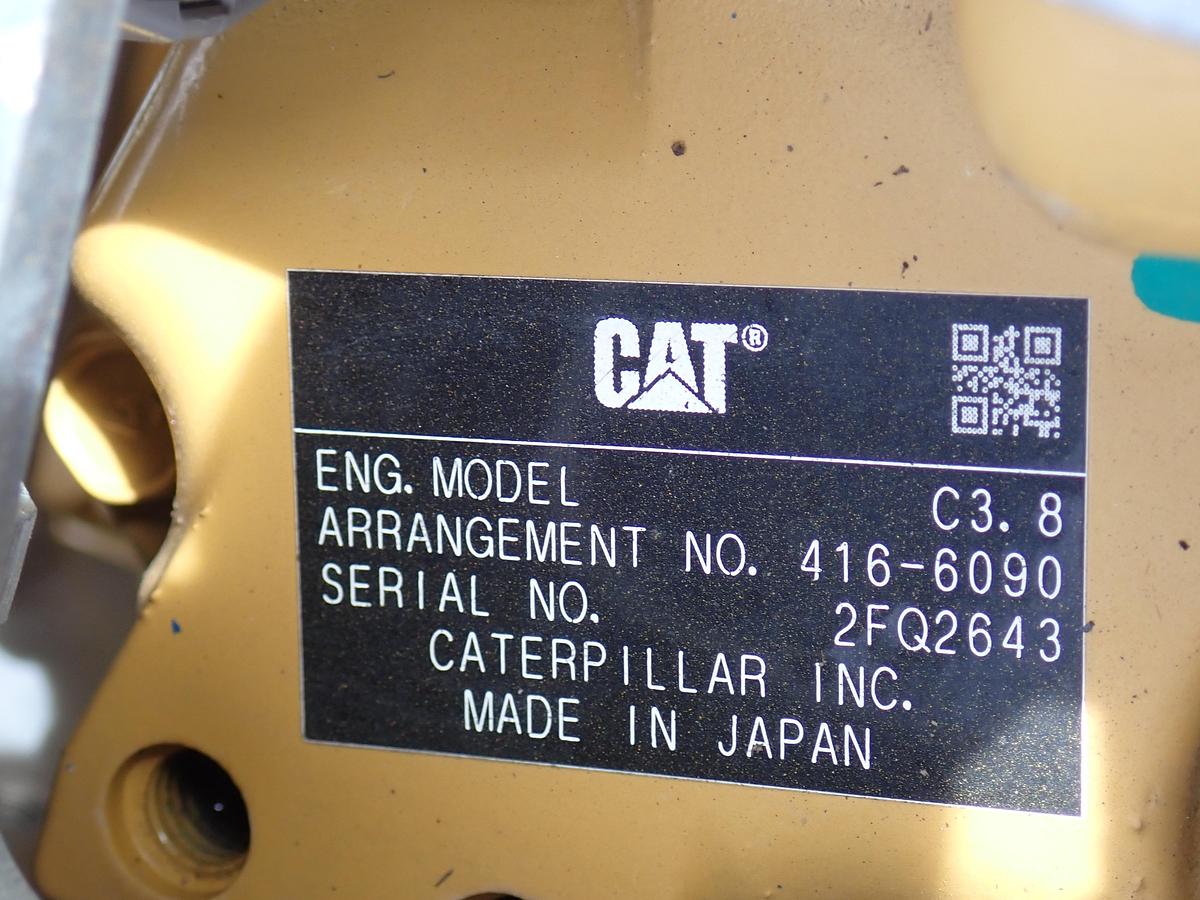 CAT®
ENG. MODEL C3.8
ARRANGEMENT NO. 416-6090
SERIAL NO. 2FQ2643
CATERPILLAR INC.
MADE IN JAPAN